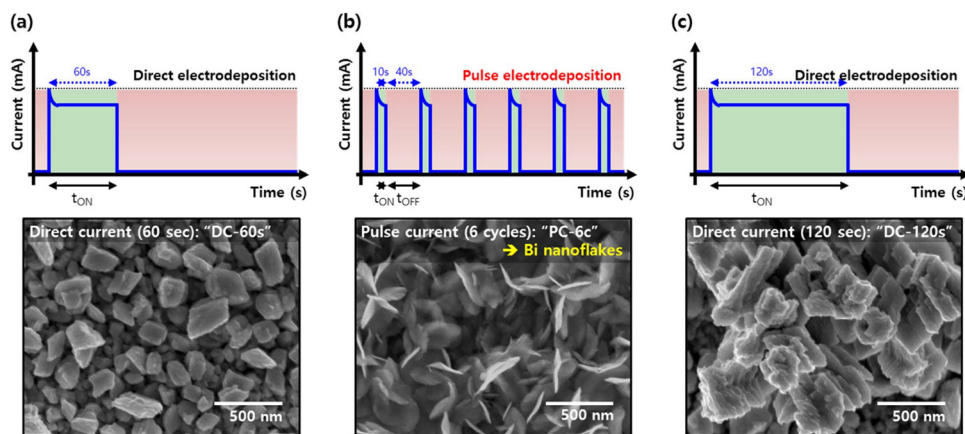 (a)
Current (mA)
60s
Direct electrodeposition
tON
Time (s)
Direct current (60 sec): "DC-60s"
500 nm
(b)
Current (mA)
10s 40s
Pulse electrodeposition
tON tOFF
Time (s)
Pulse current (6 cycles): "PC-6c"
➔ Bi nanoflakes
500 nm
(c)
Current (mA)
120s
Direct electrodeposition
tON
Time (s)
Direct current (120 sec): "DC-120s"
500 nm